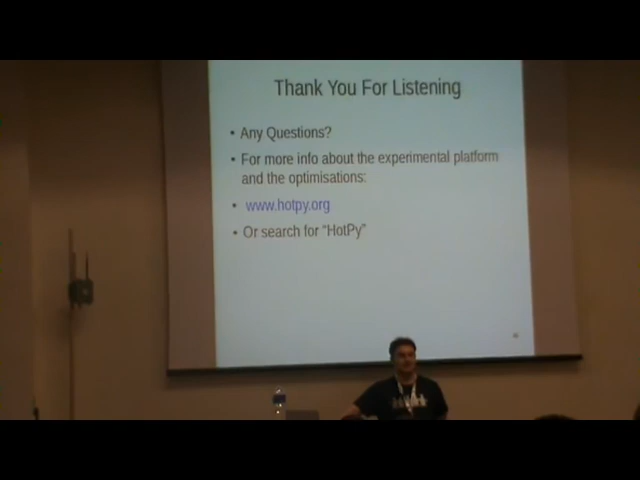 Thank You For Listening
• Any Questions?
• For more info about the experimental platform
and the optimisations:
• www.hotpy.org
• Or search for “HotPy”